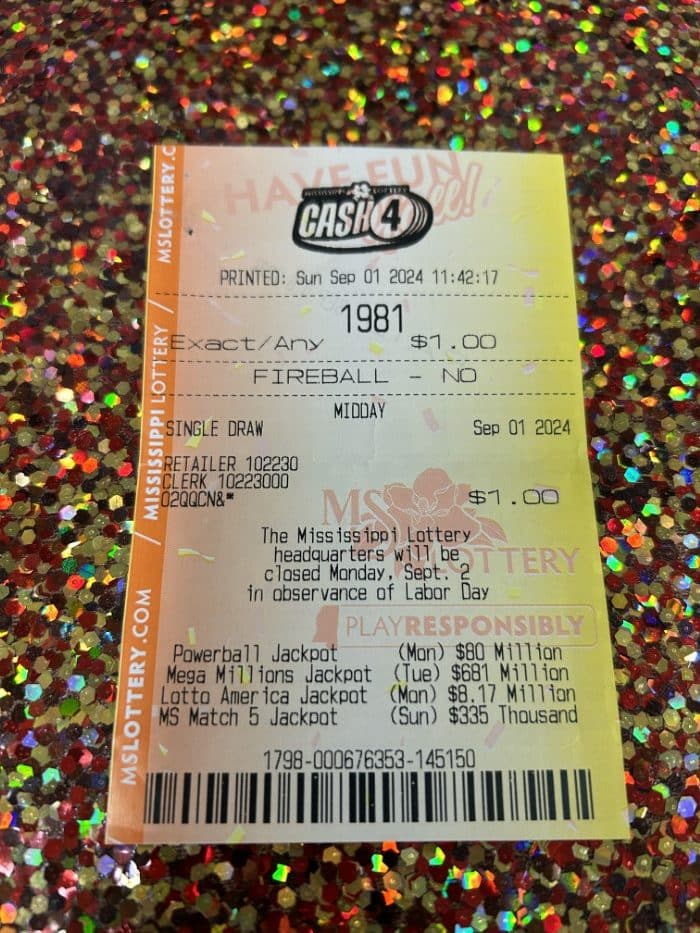 HAVE FUN
MISSISSIPPI LOTTERY
CASH 4
PRINTED: Sun Sep 01 2024 11:42:17
1981
Exact/Any $1.00
FIREBALL - NO
MIDDAY
SINGLE DRAW Sep 01 2024
RETAILER 102230
CLERK 10223000
02QQCN&* $1.00
MS LOTTERY
The Mississippi Lottery
headquarters will be
closed Monday, Sept. 2
in observance of Labor Day
PLAYRESPONSIBLY
Powerball Jackpot (Mon) $80 Million
Mega Millions Jackpot (Tue) $681 Million
Lotto America Jackpot (Mon) $8.17 Million
MS Match 5 Jackpot (Sun) $335 Thousand
1798-000676353-145150
MSLOTTERY.COM / MISSISSIPPI LOTTERY / MSLOTTERY.C